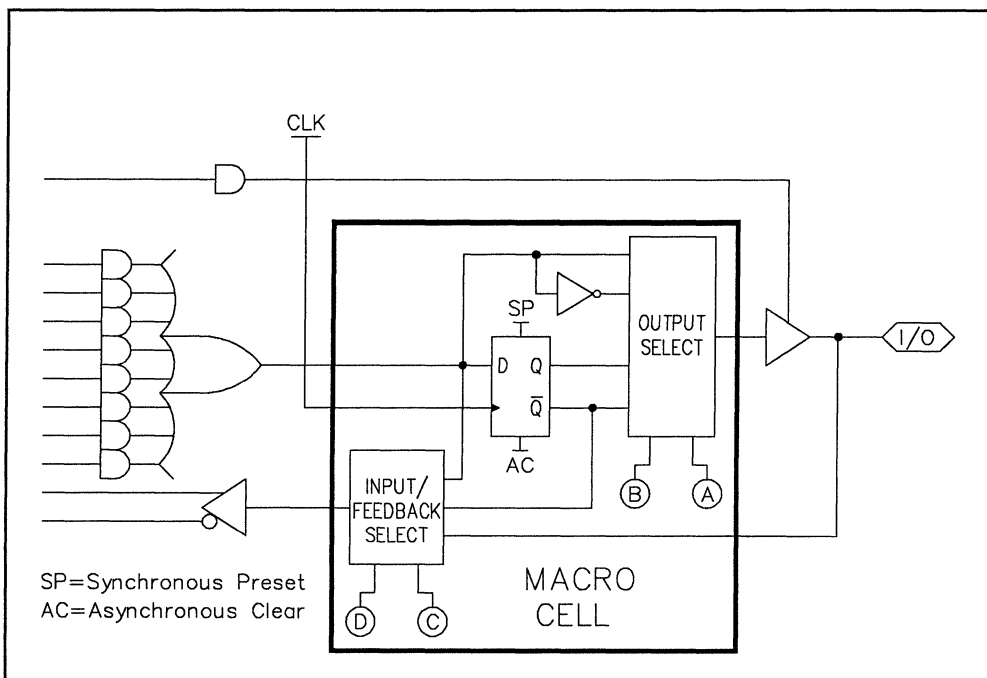 CLK
SP
D Q
Q̅
AC
OUTPUT
SELECT
I/O
B
A
INPUT/
FEEDBACK
SELECT
D
C
MACRO
CELL
SP=Synchronous Preset
AC=Asynchronous Clear